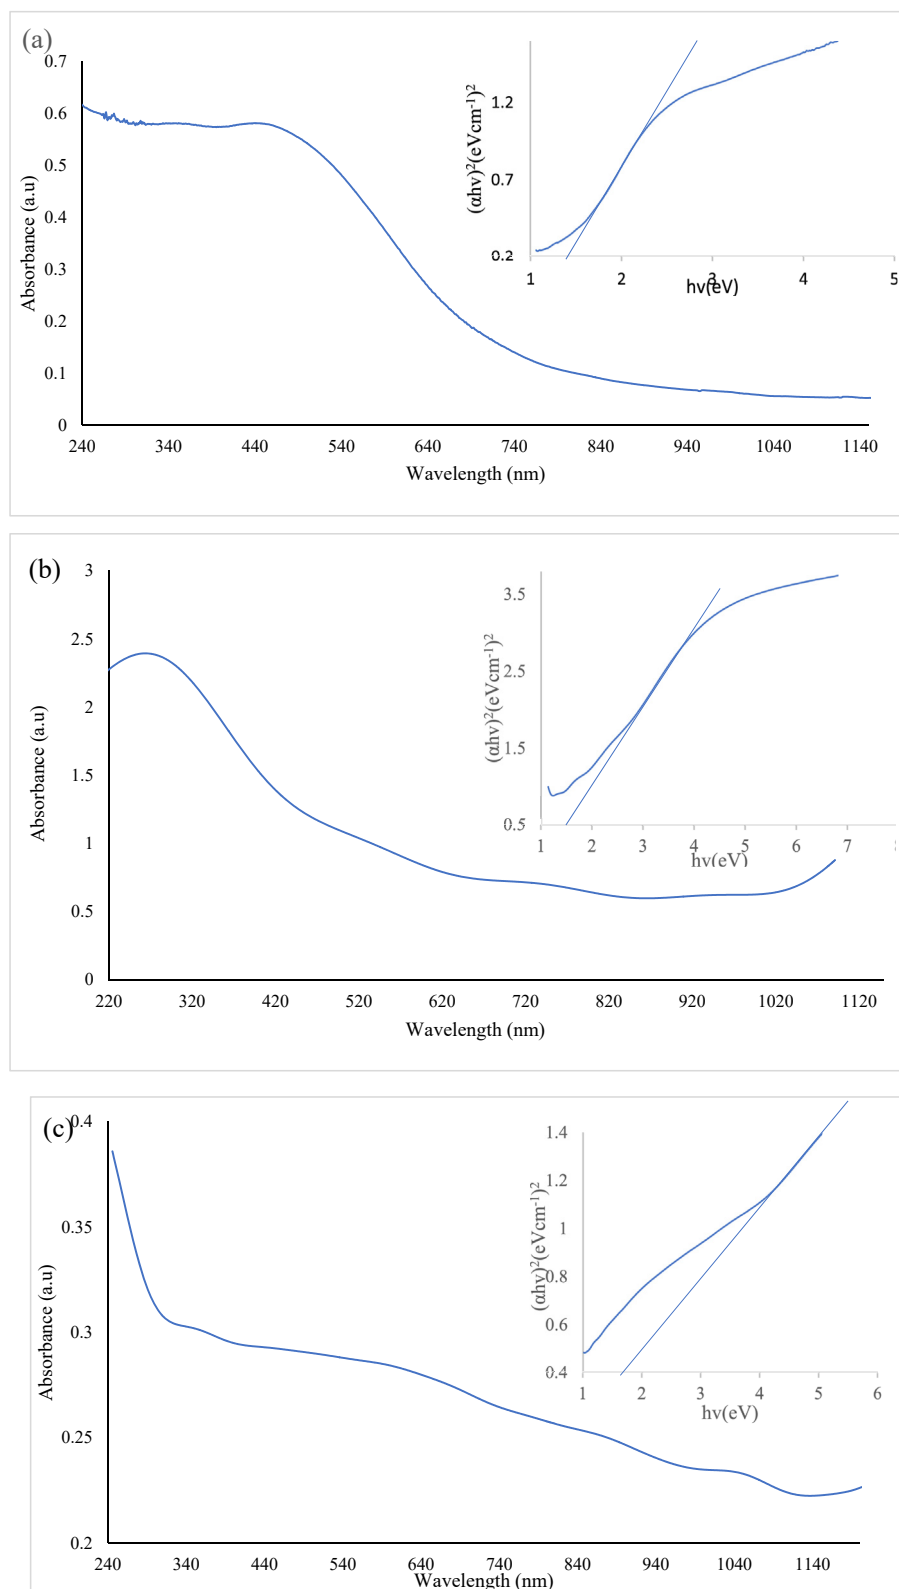 (a)
0.7
0.6
0.5
0.4
0.3
0.2
0.1
0
Absorbance (a.u)
240 340 440 540 640 740 840 940 1040 1140
Wavelength (nm)
(αhν)²(eVcm⁻¹)²
1.2
0.7
0.2
1 2 3 4 5
hν(eV)
(b)
3
2.5
2
1.5
1
0.5
0
Absorbance (a.u)
220 320 420 520 620 720 820 920 1020 1120
Wavelength (nm)
(αhν)²(eVcm⁻¹)²
3.5
2.5
1.5
0.5
1 2 3 4 5 6 7 8
hν(eV)
(c)
0.4
0.35
0.3
0.25
0.2
Absorbance (a.u)
240 340 440 540 640 740 840 940 1040 1140
Wavelength (nm)
(αhν)²(eVcm⁻¹)²
1.4
1.2
1
0.8
0.6
0.4
1 2 3 4 5 6
hν(eV)